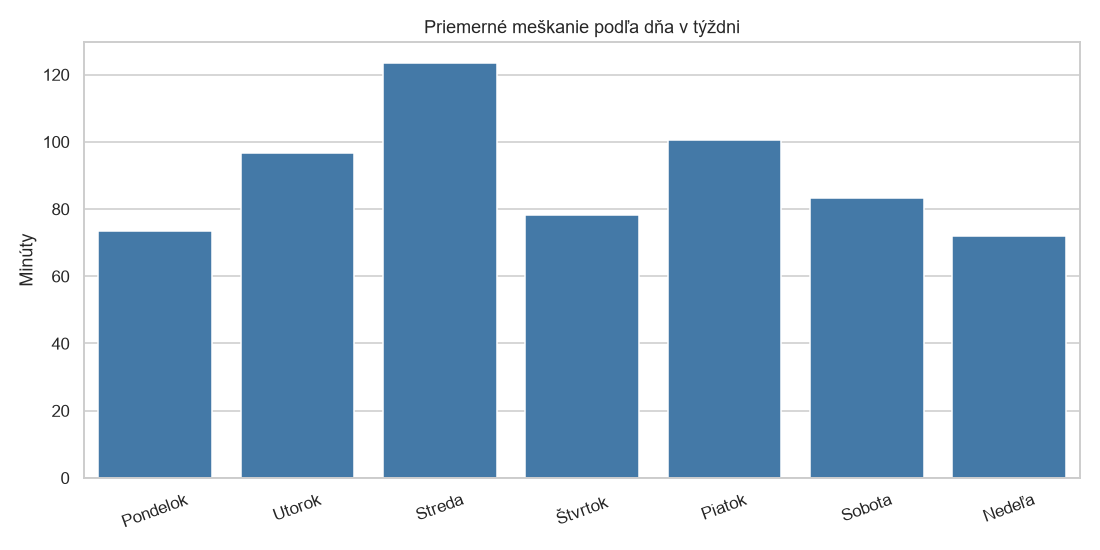 Priemerné meškanie podľa dňa v týždni
Minúty
120
100
80
60
40
20
0
Pondelok
Utorok
Streda
Štvrtok
Piatok
Sobota
Nedeľa